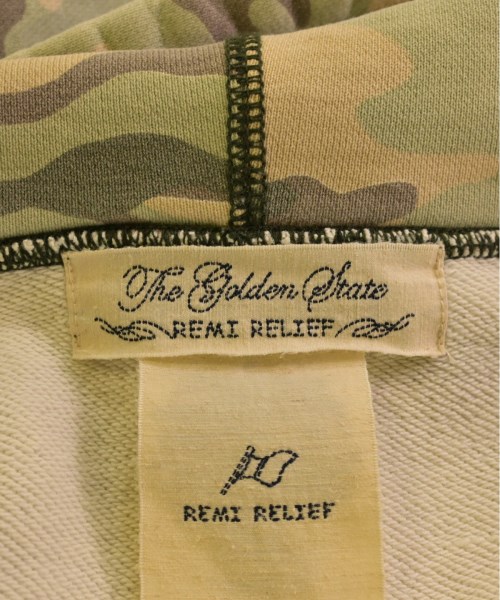 The Golden State
REMI RELIEF
REMI RELIEF